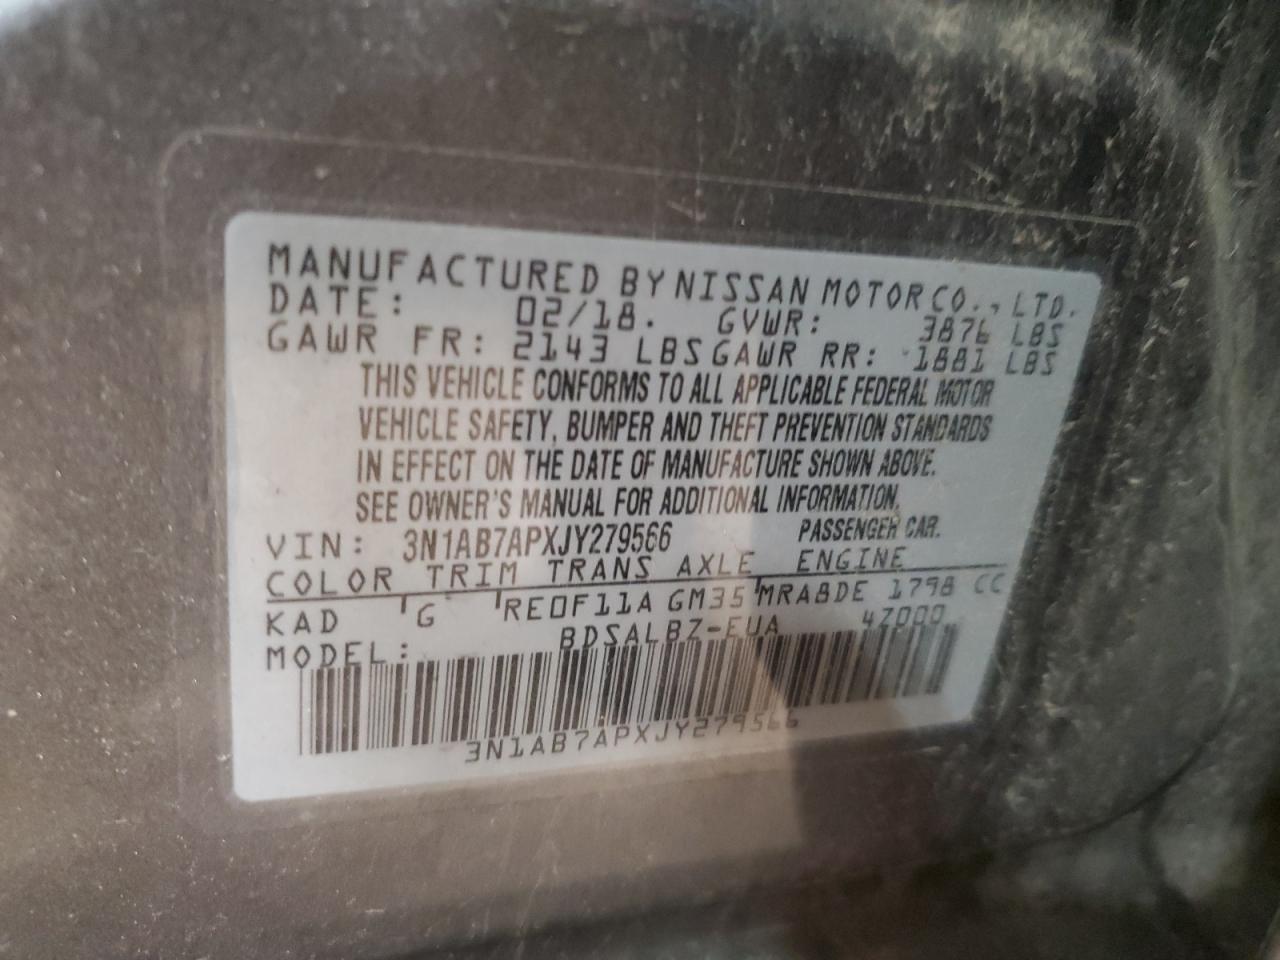 MANUFACTURED BY NISSAN MOTOR CO., LTD.
DATE: 02/18. GVWR: 3876 LBS
GAWR FR: 2143 LBS GAWR RR: 1881 LBS
THIS VEHICLE CONFORMS TO ALL APPLICABLE FEDERAL MOTOR
VEHICLE SAFETY, BUMPER AND THEFT PREVENTION STANDARDS
IN EFFECT ON THE DATE OF MANUFACTURE SHOWN ABOVE.
SEE OWNER'S MANUAL FOR ADDITIONAL INFORMATION.
VIN: 3N1AB7APXJY279566 PASSENGER CAR.
COLOR TRIM TRANS AXLE ENGINE
KAD G RE0F11A GM35 MRA8DE 1798 CC
MODEL: BDSALBZ-EUA 4Z000
3N1AB7APXJY279566